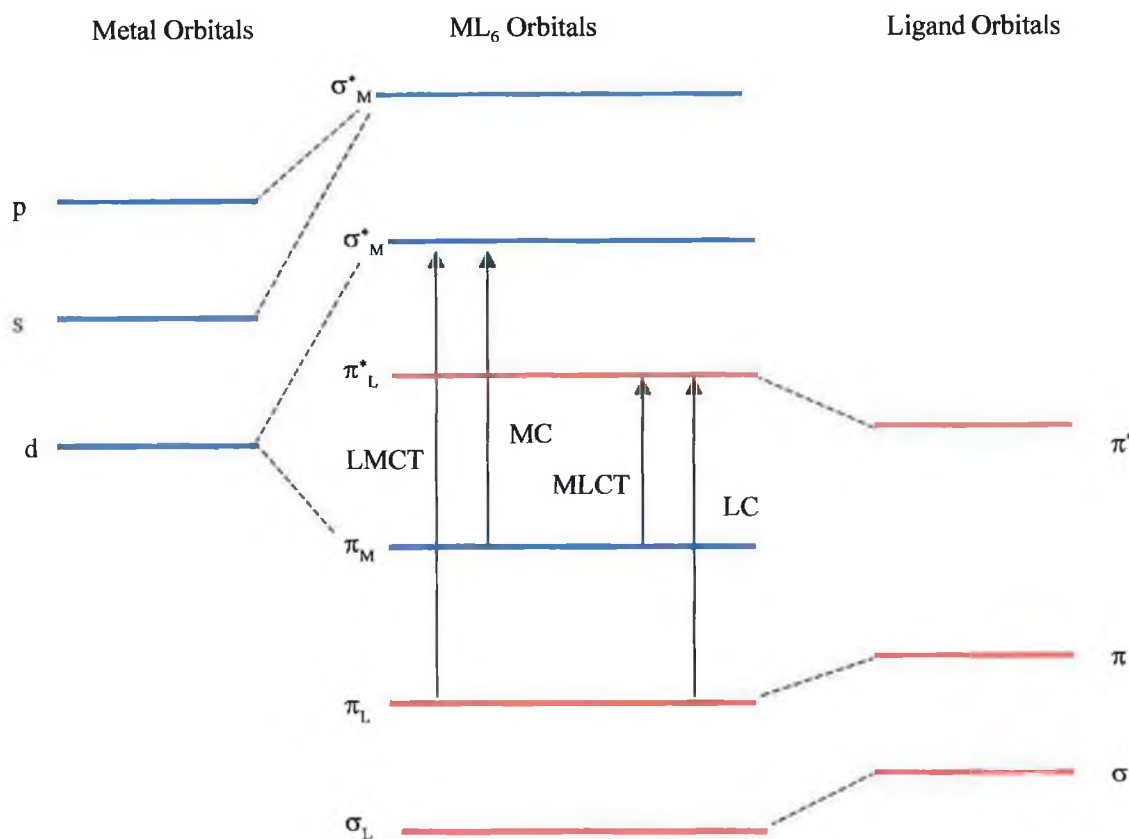 Metal Orbitals
ML₆ Orbitals
Ligand Orbitals
σ*M
p
σ*M
s
π*L
π*
d
LMCT
MC
MLCT
LC
πM
π
πL
σ
σL